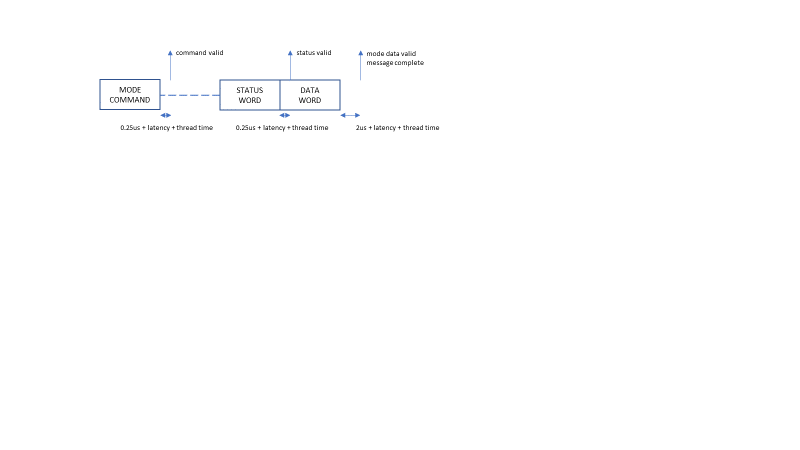 command valid
status valid
mode data valid
message complete
MODE
COMMAND
STATUS
WORD
DATA
WORD
0.25us + latency + thread time
0.25us + latency + thread time
2us + latency + thread time